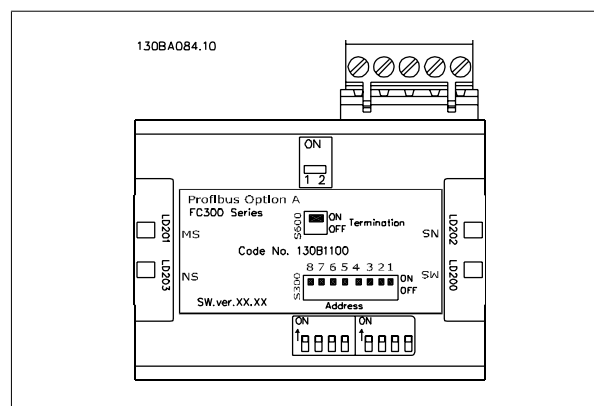 130BA084.10
ON
1 2
Profibus Option A
FC300 Series
S600
ON
OFF
Termination
LD201
MS
LD202
NS
Code No. 130B1100
LD203
NS
LD200
MS
8 7 6 5 4 3 2 1
S300
ON
OFF
SW.ver.XX.XX
Address
ON
ON